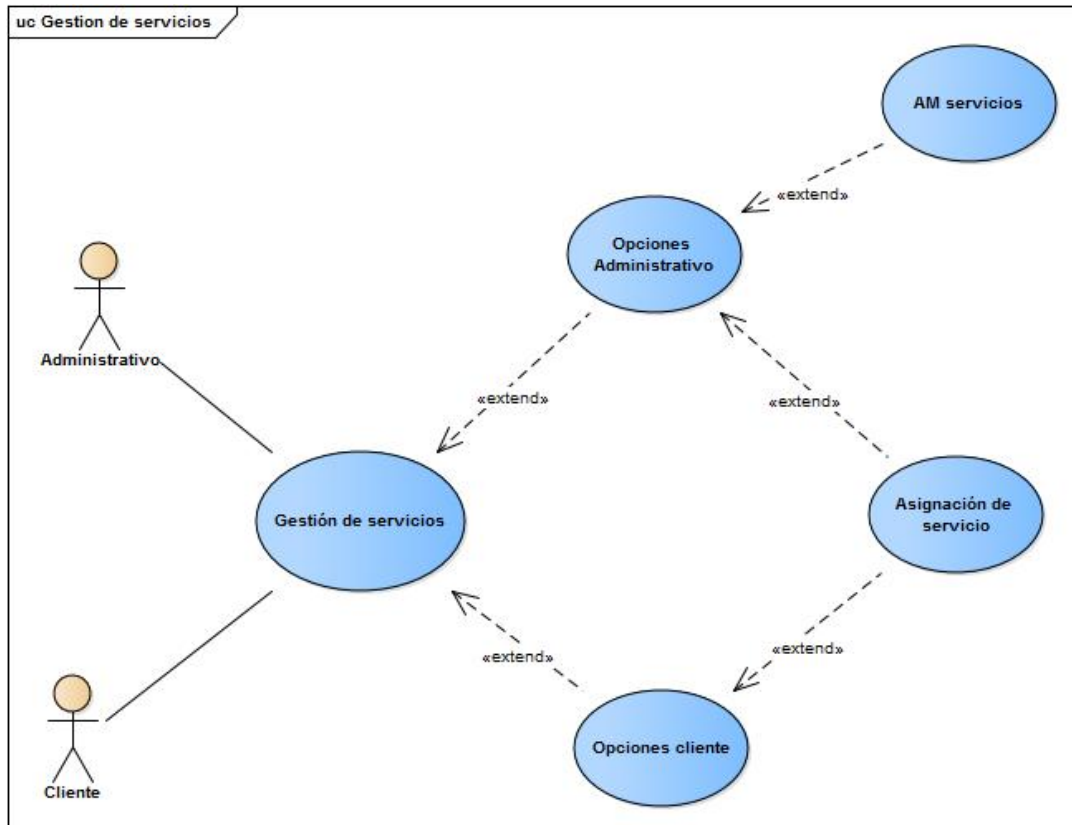 uc Gestion de servicios
AM servicios
«extend»
Opciones
Administrativo
Administrativo
«extend»
«extend»
Gestión de servicios
Asignación de
servicio
«extend»
«extend»
Opciones cliente
Cliente